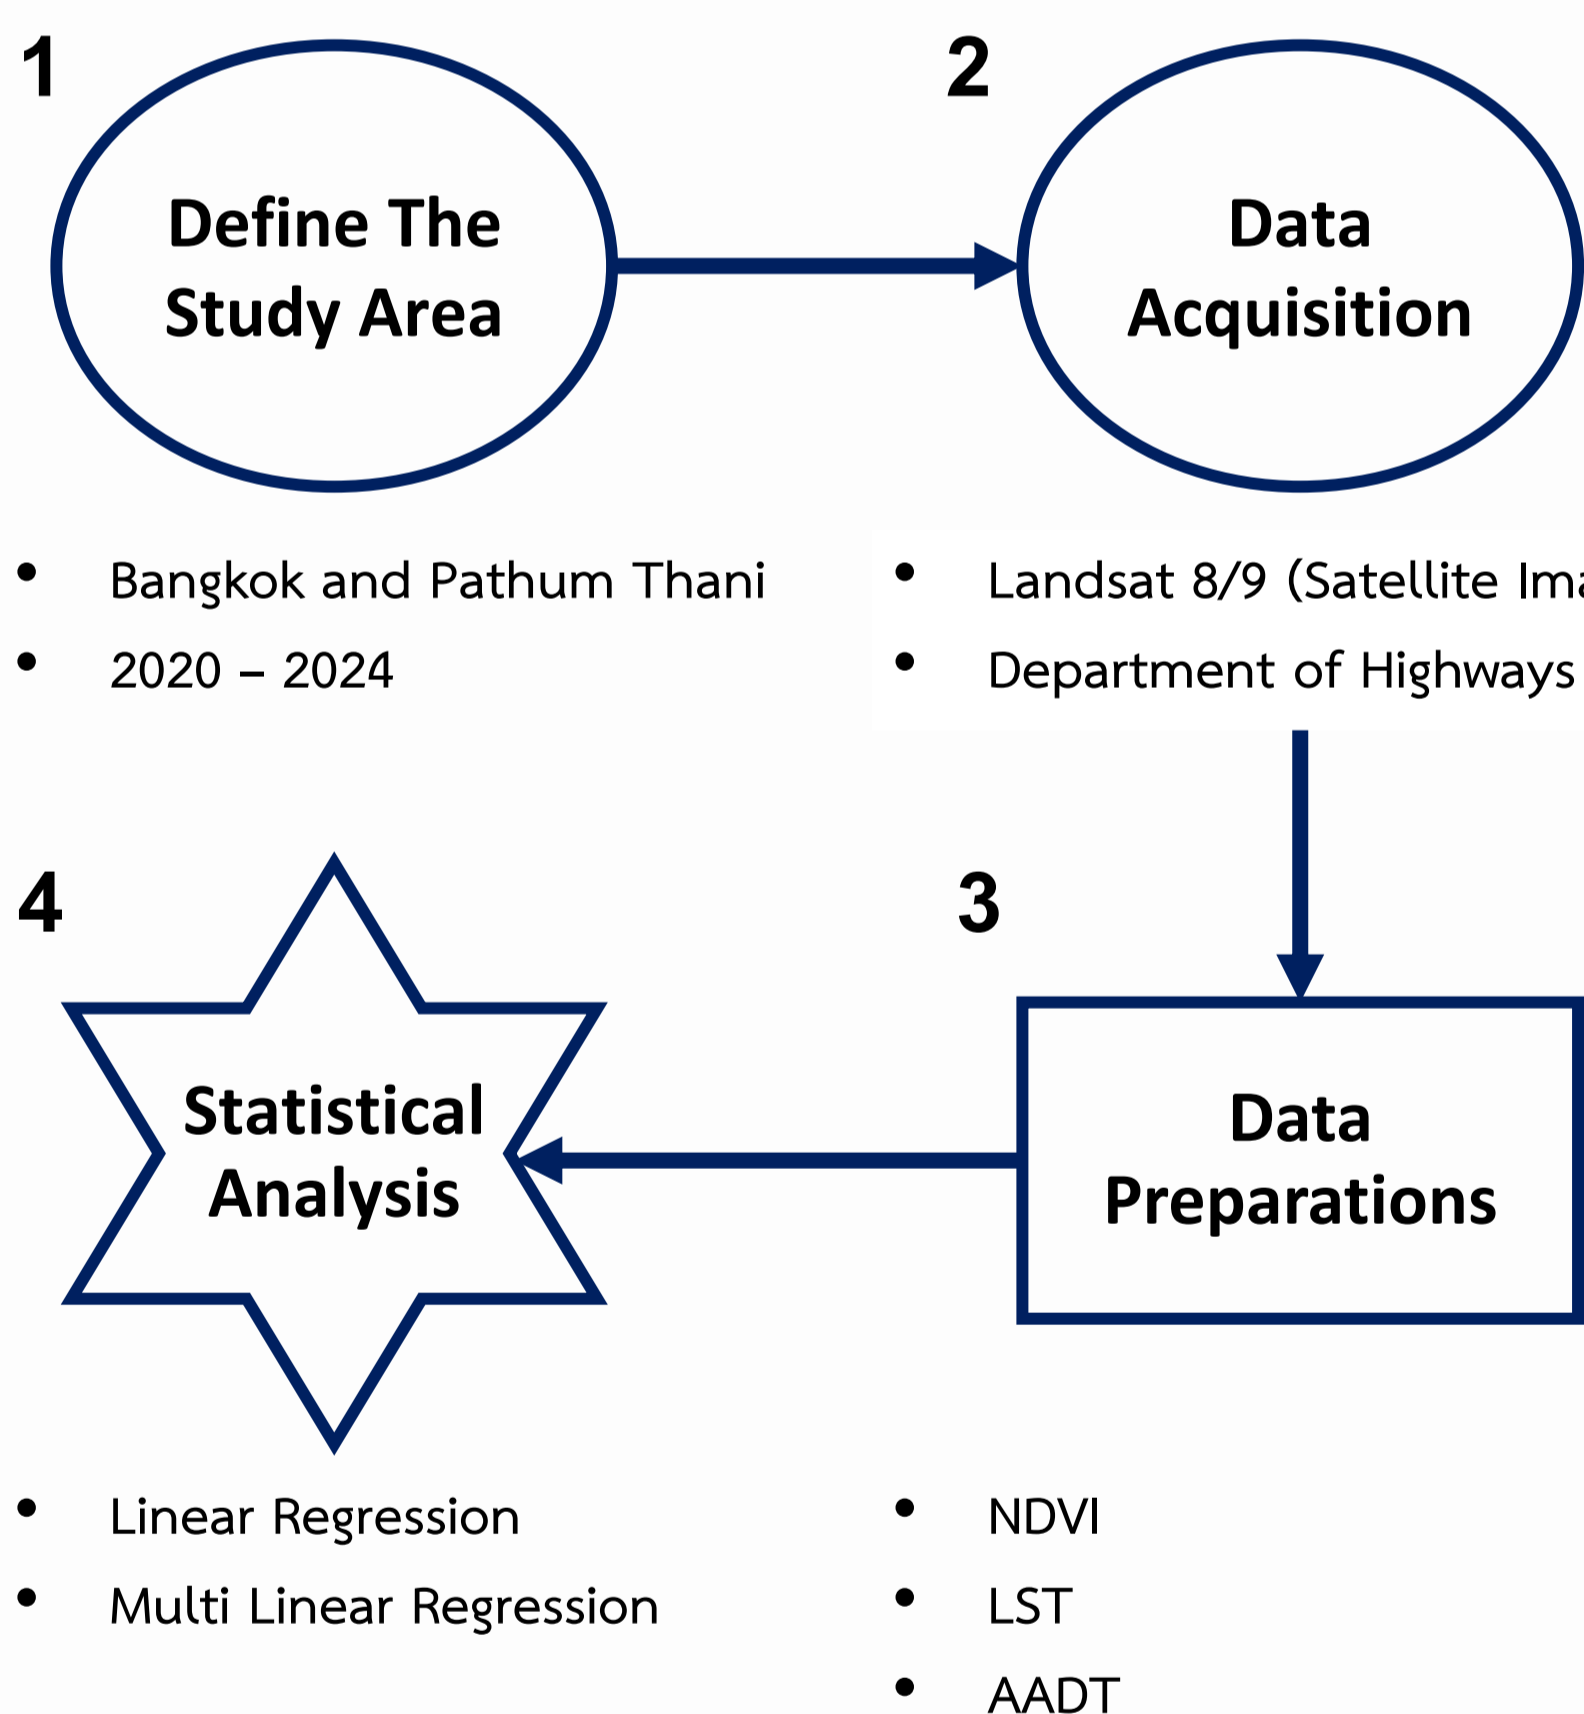 1
Define The
Study Area
• Bangkok and Pathum Thani
• 2020 – 2024
2
Data
Acquisition
• Landsat 8/9 (Satellite
• Department of Highways
3
Data
Preparations
• NDVI
• LST
• AADT
4
Statistical
Analysis
• Linear Regression
• Multi Linear Regression